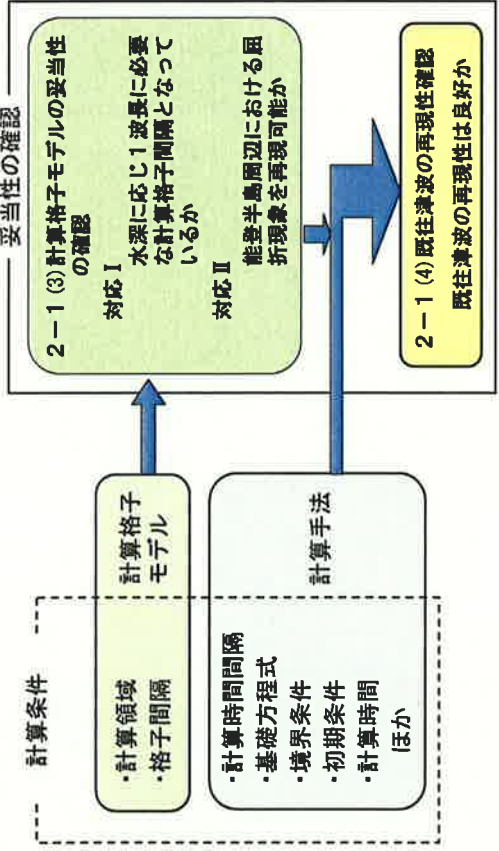 計算条件
・計算領域
・格子間隔
計算格子
モデル
・計算時間間隔
・基礎方程式
・境界条件
・初期条件
・計算時間
ほか
計算手法
妥当性の確認
2－1(3)計算格子モデルの妥当性
の確認
対応Ⅰ
水深に応じ1波長に必要
な計算格子間隔となって
いるか
対応Ⅱ
能登半島周辺における屈
折現象を再現可能か
2－1(4)既往津波の再現性確認
既往津波の再現性は良好か